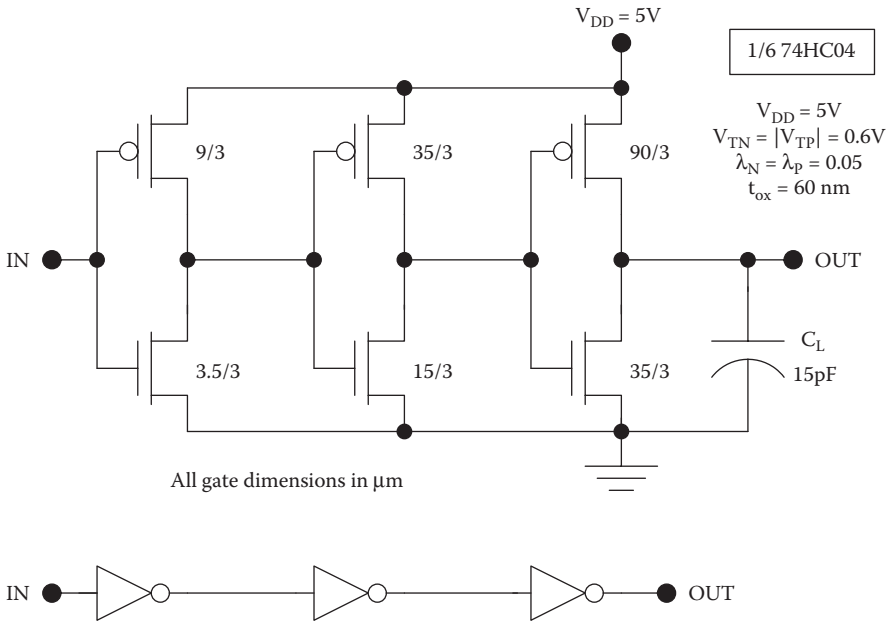 V_DD = 5V
1/6 74HC04
V_DD = 5V
V_TN = |V_TP| = 0.6V
λ_N = λ_P = 0.05
t_ox = 60 nm
9/3
35/3
90/3
IN
OUT
3.5/3
15/3
35/3
C_L
15pF
All gate dimensions in μm
IN
OUT